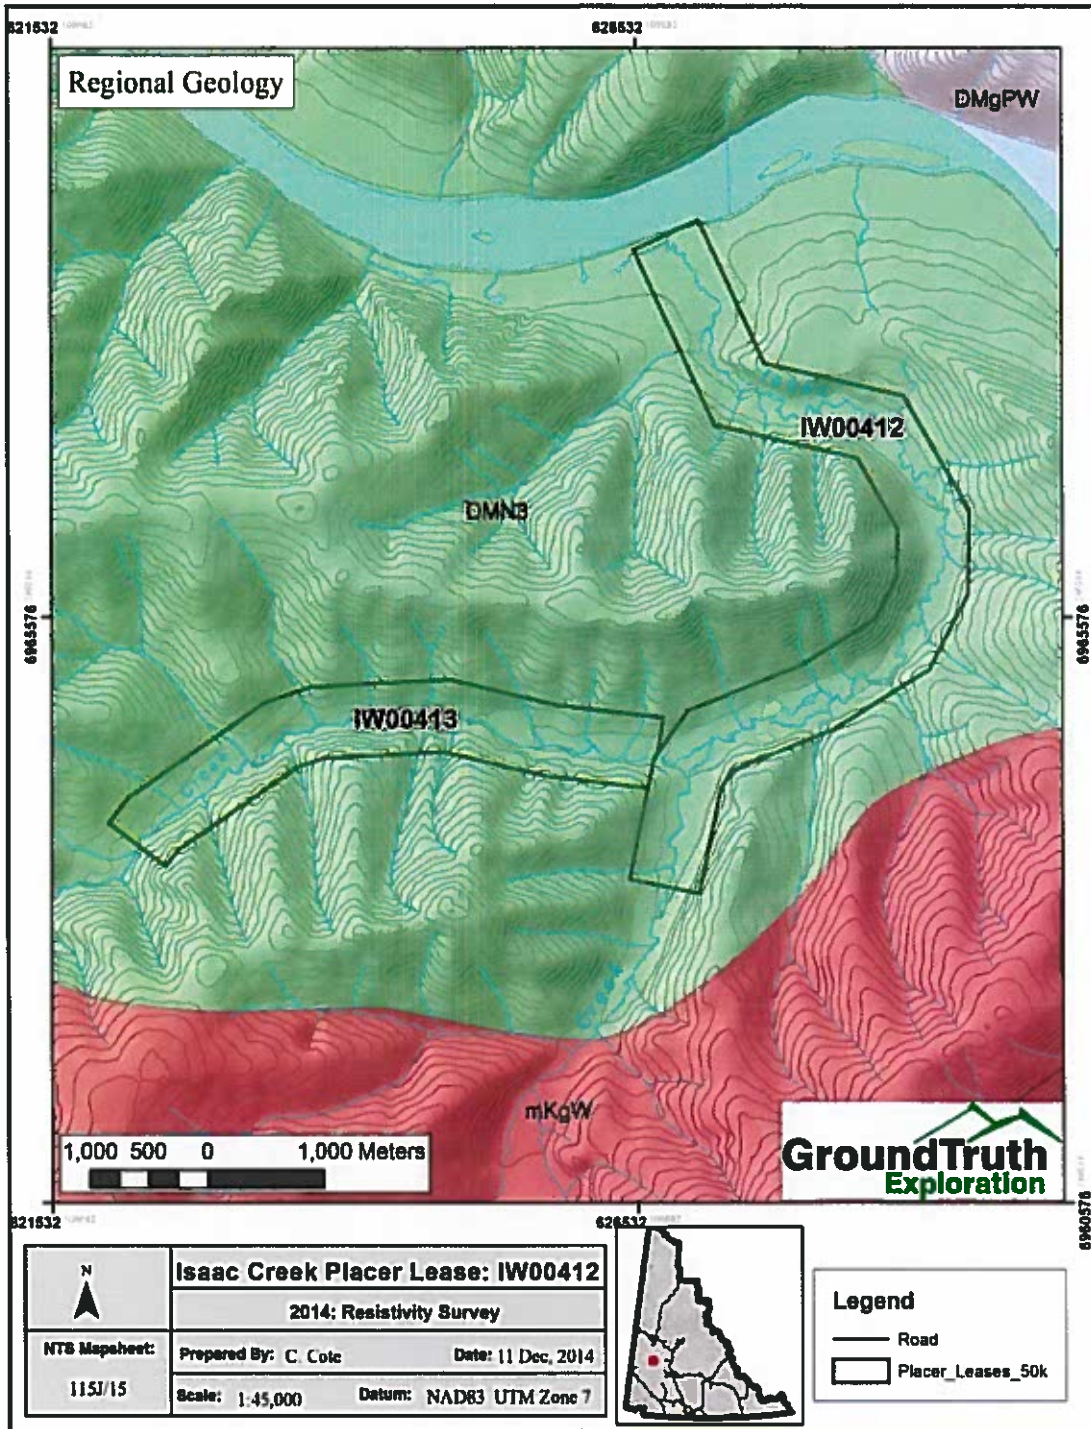 621532
626532
Regional Geology
DMgPW
IW00412
DMN3
6965576
6965576
IW00413
mKgW
1,000 500 0 1,000 Meters
GroundTruth
Exploration
621532
626532
6960576
N
NTS Mapsheet:
115J/15
Isaac Creek Placer Lease: IW00412
2014: Resistivity Survey
Prepared By: C. Cote Date: 11 Dec, 2014
Scale: 1:45,000 Datum: NAD83 UTM Zone 7
Legend
Road
Placer_Leases_50k